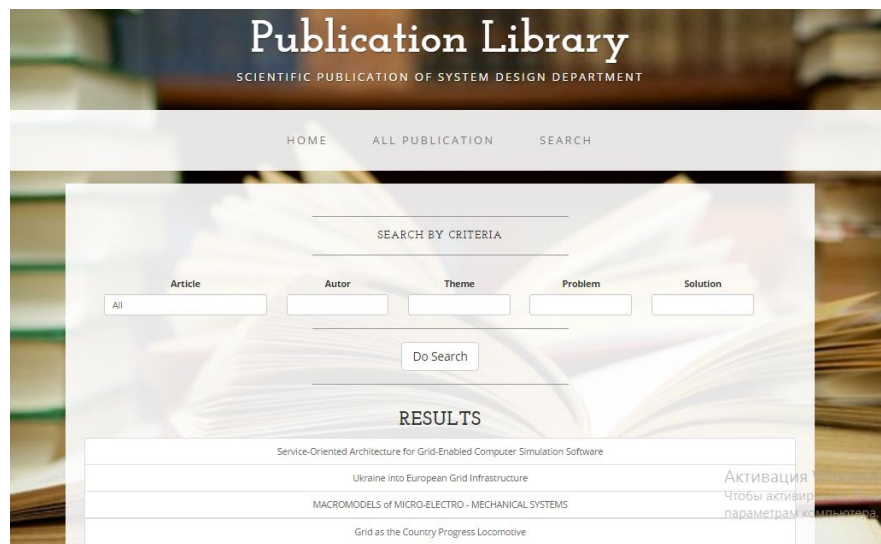 Publication Library
SCIENTIFIC PUBLICATION OF SYSTEM DESIGN DEPARTMENT
HOME ALL PUBLICATION SEARCH
SEARCH BY CRITERIA
Article Autor Theme Problem Solution
All
Do Search
RESULTS
Service-Oriented Architecture for Grid-Enabled Computer Simulation Software
Ukraine into European Grid Infrastructure
MACROMODELS of MICRO-ELECTRO - MECHANICAL SYSTEMS
Grid as the Country Progress Locomotive
Активация
Чтобы
параметрам компьютера.